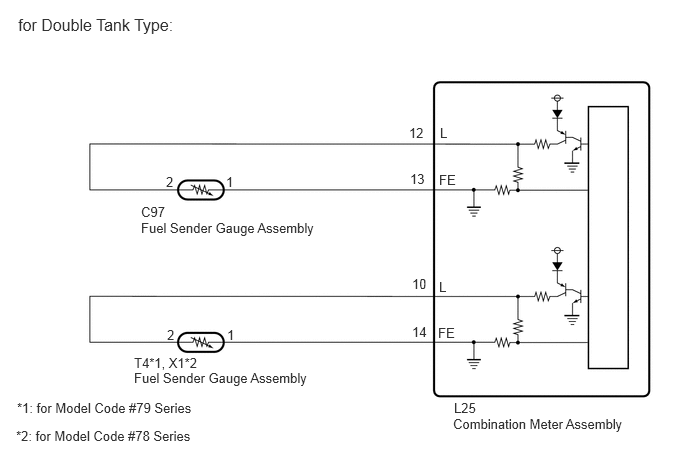 for Double Tank Type:
12 L
2 1 13 FE
C97
Fuel Sender Gauge Assembly
10 L
2 1 14 FE
T4*1, X1*2
Fuel Sender Gauge Assembly
*1: for Model Code #79 Series
L25
Combination Meter Assembly
*2: for Model Code #78 Series